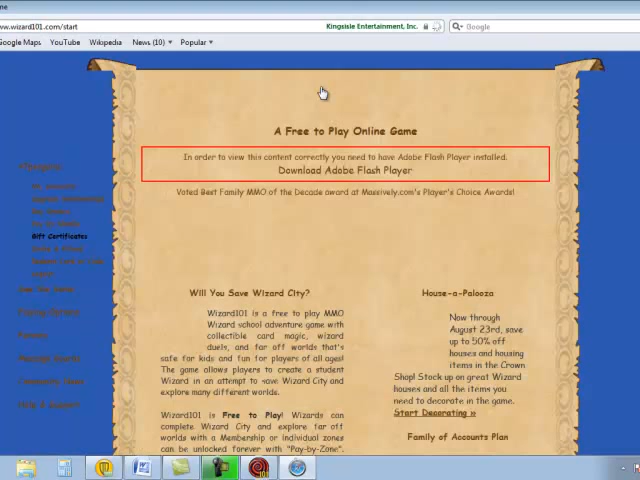 ww.wizard101.com/start
Kingsisle Entertainment, Inc.
Google
Google Maps YouTube Wikipedia News (10) Popular
A Free to Play Online Game
In order to view this content correctly you need to have Adobe Flash Player installed.
Download Adobe Flash Player
Voted Best Family MMO of the Decade award at Massively.com's Player's Choice Awards!
Gift Certificates
Will You Save Wizard City?
Wizard101 is a free to play MMO
Wizard school adventure game with
collectible card magic, wizard
duels, and far off worlds that's
safe for kids and fun for players of all ages!
The game allows players to create a student
Wizard in an attempt to save Wizard City and
explore many different worlds.
Wizard101 is Free to Play! Wizards can
complete Wizard City and explore far off
worlds with a Membership or individual zones
can be unlocked forever with "Pay-by-Zone".
House-a-Palooza
Now through
August 23rd, save
up to 50% off
houses and housing
items in the Crown
Shop! Stock up on great Wizard
houses and all the items you
need to decorate in the game.
Start Decorating »
Family of Accounts Plan